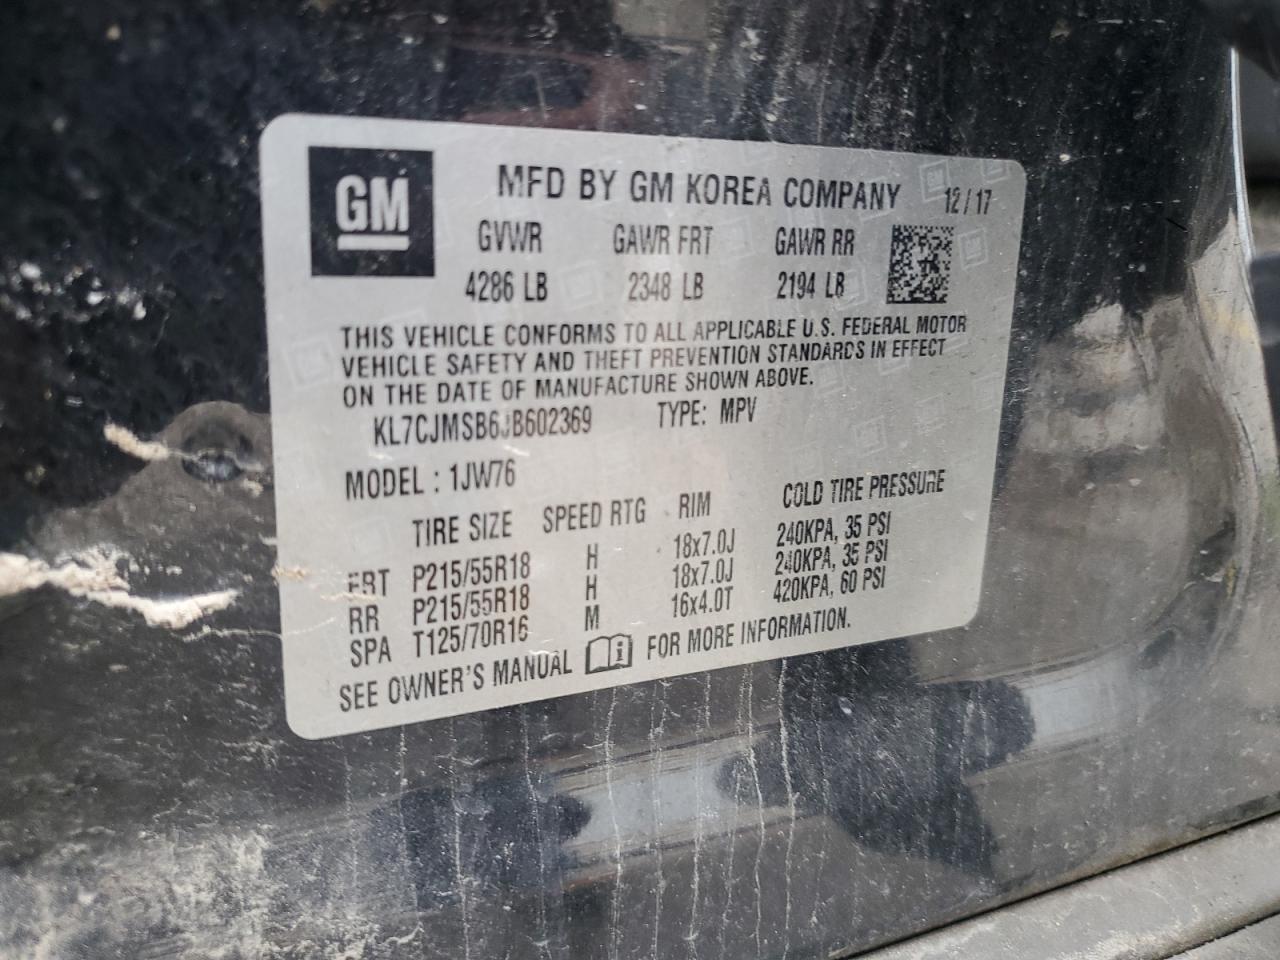 GM
MFD BY GM KOREA COMPANY 12/17
GVWR GAWR FRT GAWR RR
4286 LB 2348 LB 2194 LB
THIS VEHICLE CONFORMS TO ALL APPLICABLE U.S. FEDERAL MOTOR
VEHICLE SAFETY AND THEFT PREVENTION STANDARDS IN EFFECT
ON THE DATE OF MANUFACTURE SHOWN ABOVE.
KL7CJMSB6JB602369 TYPE: MPV
MODEL : 1JW76
TIRE SIZE SPEED RTG RIM COLD TIRE PRESSURE
FRT P215/55R18 H 18x7.0J 240KPA, 35 PSI
RR P215/55R18 H 18x7.0J 240KPA, 35 PSI
SPA T125/70R16 M 16x4.0T 420KPA, 60 PSI
SEE OWNER'S MANUAL FOR MORE INFORMATION.